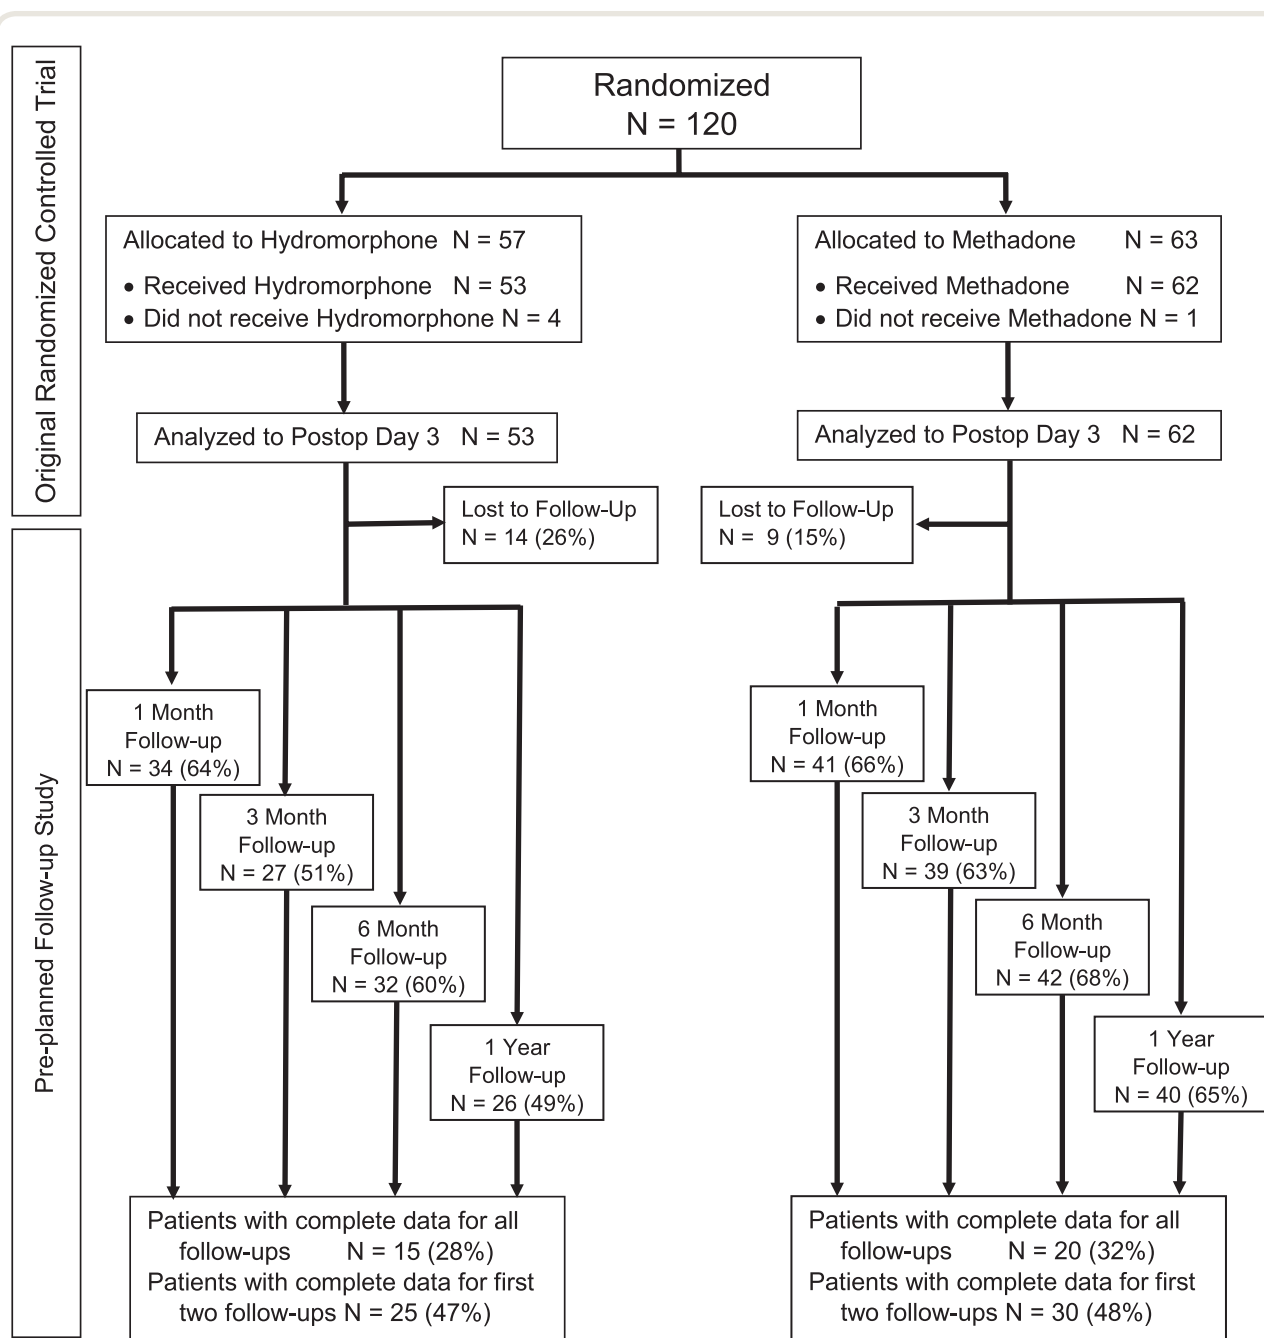 Original Randomized Controlled Trial
Randomized
N = 120
Allocated to Hydromorphone N = 57
• Received Hydromorphone N = 53
• Did not receive Hydromorphone N = 4
Allocated to Methadone N = 63
• Received Methadone N = 62
• Did not receive Methadone N = 1
Analyzed to Postop Day 3 N = 53
Analyzed to Postop Day 3 N = 62
Lost to Follow-Up
N = 14 (26%)
Lost to Follow-Up
N = 9 (15%)
Pre-planned Follow-up Study
1 Month
Follow-up
N = 34 (64%)
3 Month
Follow-up
N = 27 (51%)
6 Month
Follow-up
N = 32 (60%)
1 Year
Follow-up
N = 26 (49%)
1 Month
Follow-up
N = 41 (66%)
3 Month
Follow-up
N = 39 (63%)
6 Month
Follow-up
N = 42 (68%)
1 Year
Follow-up
N = 40 (65%)
Patients with complete data for all
follow-ups N = 15 (28%)
Patients with complete data for first
two follow-ups N = 25 (47%)
Patients with complete data for all
follow-ups N = 20 (32%)
Patients with complete data for first
two follow-ups N = 30 (48%)